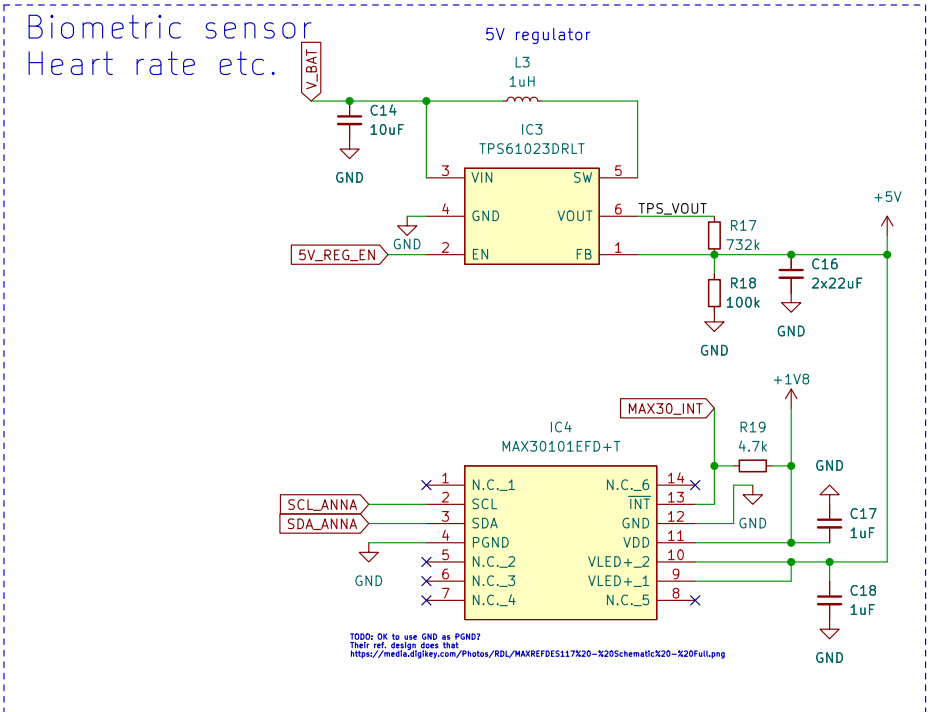 Biometric sensor
Heart rate etc.
5V regulator
V_BAT
L3
1uH
C14
10uF
GND
IC3
TPS61023DRLT
3
VIN
SW
5
4
GND
VOUT
6
TPS_VOUT
GND
5V_REG_EN
2
EN
FB
1
R17
732k
+5V
C16
2x22uF
GND
R18
100k
GND
+1V8
MAX30_INT
R19
4.7k
IC4
MAX30101EFD+T
GND
C17
1uF
1
N.C._1
N.C._6
14
SCL_ANNA
2
SCL
INT
13
SDA_ANNA
3
SDA
GND
12
GND
4
PGND
VDD
11
GND
5
N.C._2
VLED+_2
10
6
N.C._3
VLED+_1
9
7
N.C._4
N.C._5
8
C18
1uF
GND
TODO: OK to use GND as PGND?
Their ref. design does that
https://media.digikey.com/Photos/RDL/MAXREFDES117%20-%20Schematic%20-%20Full.png